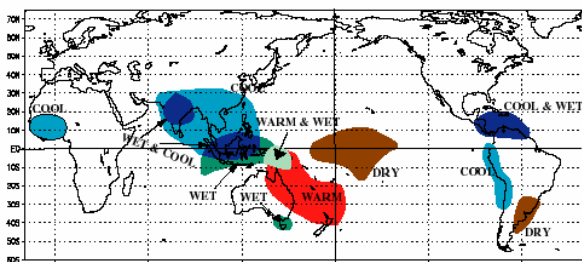 70N
60N
50N
40N
30N
20N
10N
EQ
10S
20S
30S
40S
50S
60S
COOL
COOL
WET & COOL
WARM & WET
COOL & WET
WET
WET
WARM
DRY
COOL
DRY